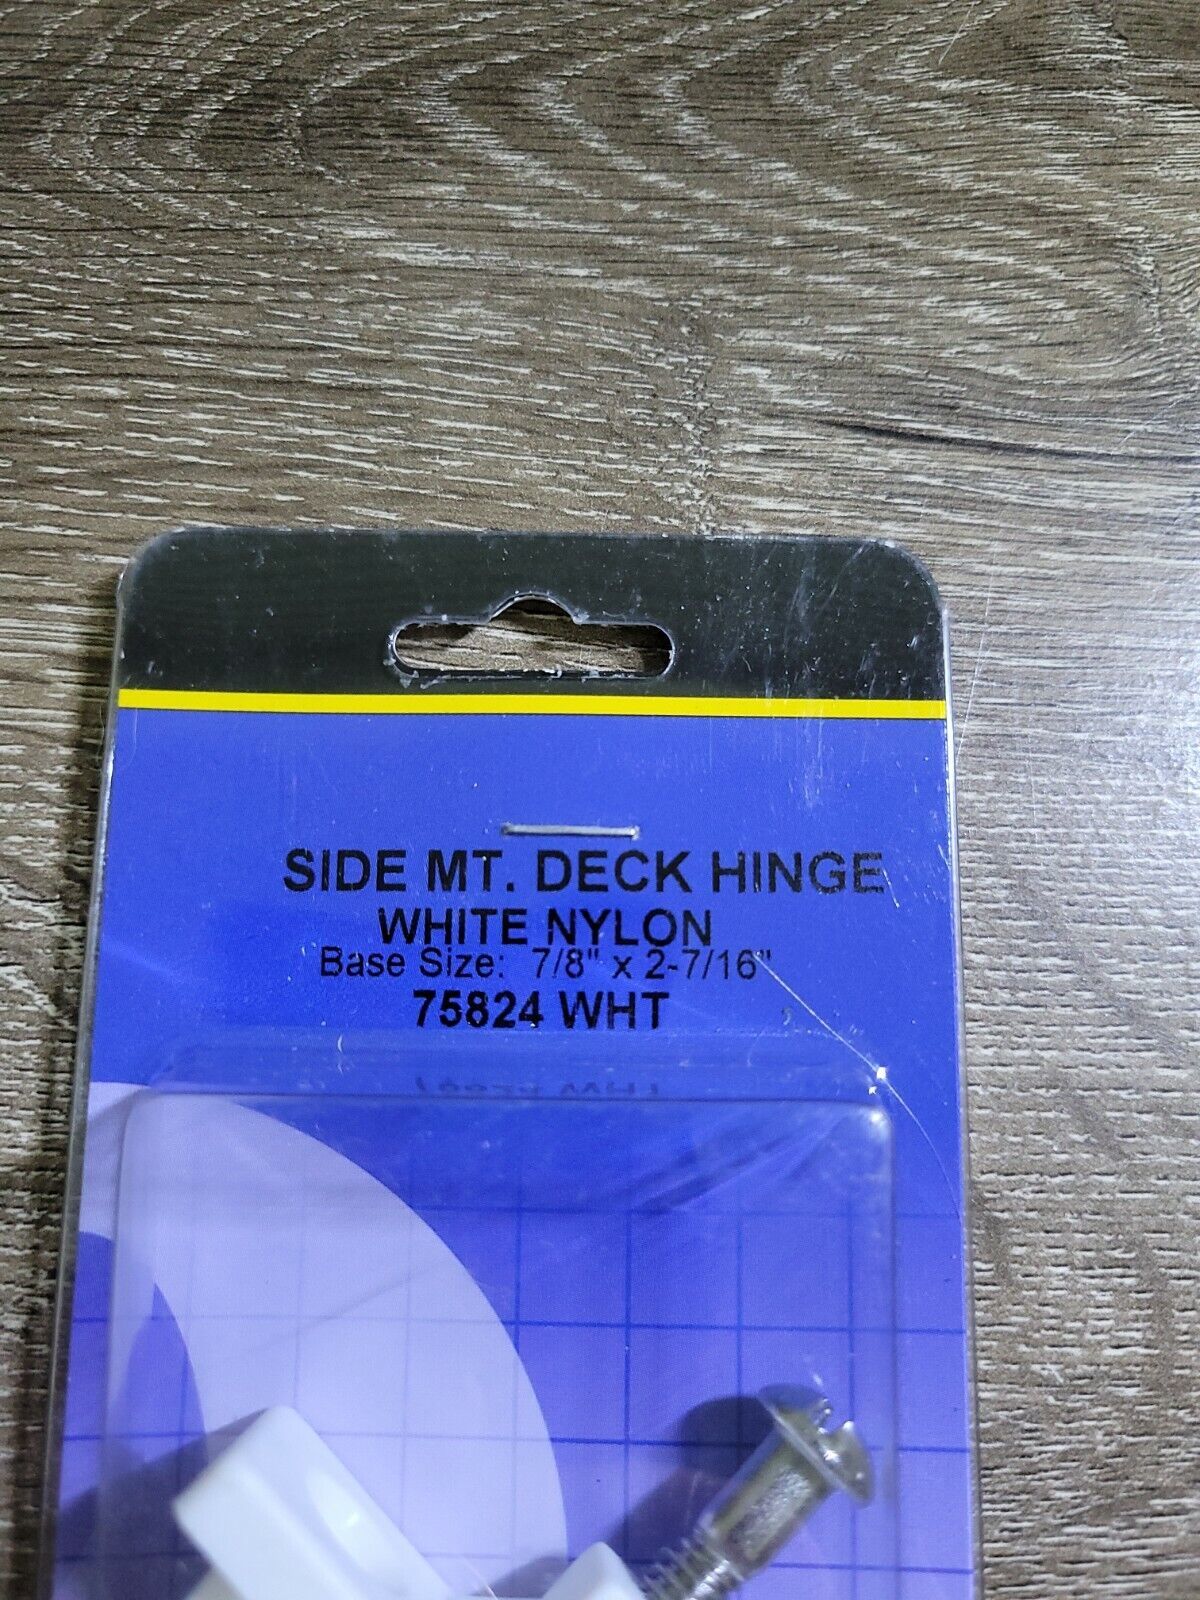 SIDE MT. DECK HINGE
WHITE NYLON
Base Size: 7/8" x 2-7/16"
75824 WHT